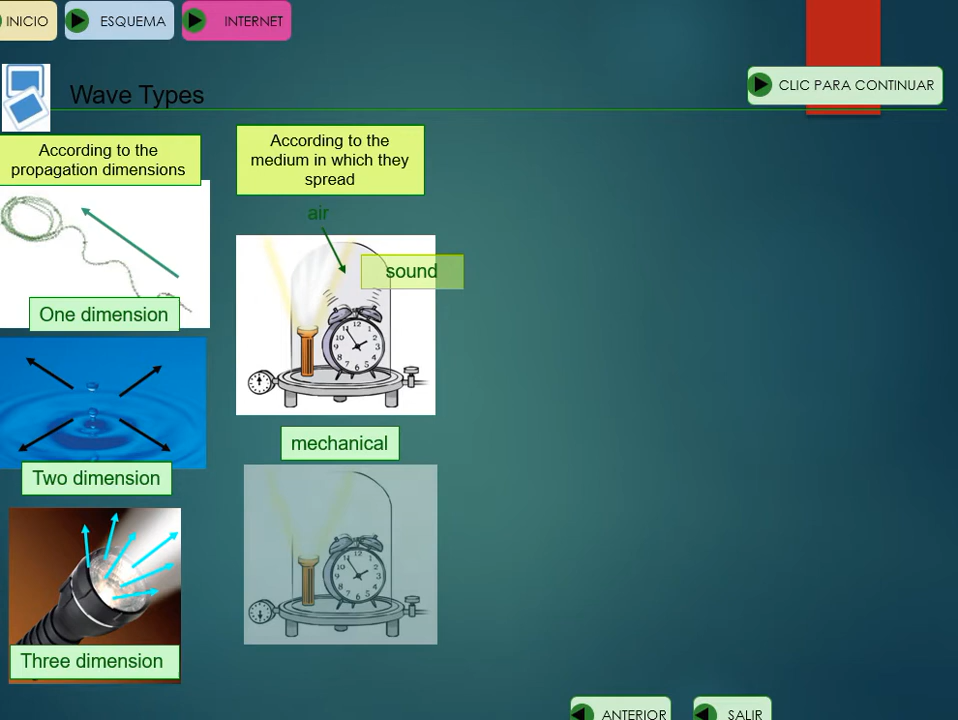 INICIO
ESQUEMA
INTERNET
Wave Types
CLIC PARA CONTINUAR
According to the
propagation dimensions
One dimension
Two dimension
Three dimension
According to the
medium in which they
spread
air
sound
mechanical
ANTERIOR
SALIR